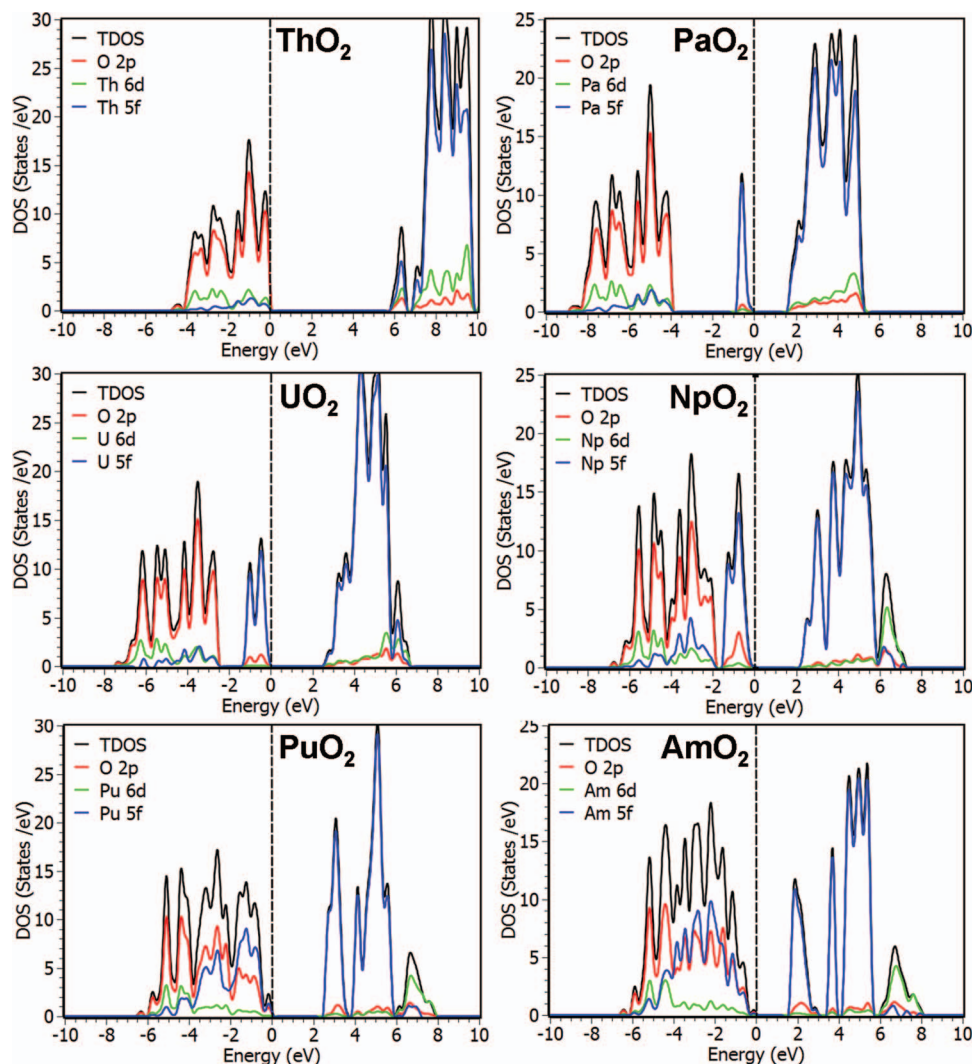 ThO2
TDOS
O 2p
Th 6d
Th 5f
DOS (States /eV)
30
25
20
15
10
5
0
-10 -8 -6 -4 -2 0 2 4 6 8 10
Energy (eV)
PaO2
TDOS
O 2p
Pa 6d
Pa 5f
DOS (States /eV)
25
20
15
10
5
0
-10 -8 -6 -4 -2 0 2 4 6 8 10
Energy (eV)
UO2
TDOS
O 2p
U 6d
U 5f
DOS (States /eV)
30
25
20
15
10
5
0
-10 -8 -6 -4 -2 0 2 4 6 8 10
Energy (eV)
NpO2
TDOS
O 2p
Np 6d
Np 5f
DOS (States /eV)
25
20
15
10
5
0
-10 -8 -6 -4 -2 0 2 4 6 8 10
Energy (eV)
PuO2
TDOS
O 2p
Pu 6d
Pu 5f
DOS (States /eV)
30
25
20
15
10
5
0
-10 -8 -6 -4 -2 0 2 4 6 8 10
Energy (eV)
AmO2
TDOS
O 2p
Am 6d
Am 5f
DOS (States /eV)
25
20
15
10
5
0
-10 -8 -6 -4 -2 0 2 4 6 8 10
Energy (eV)